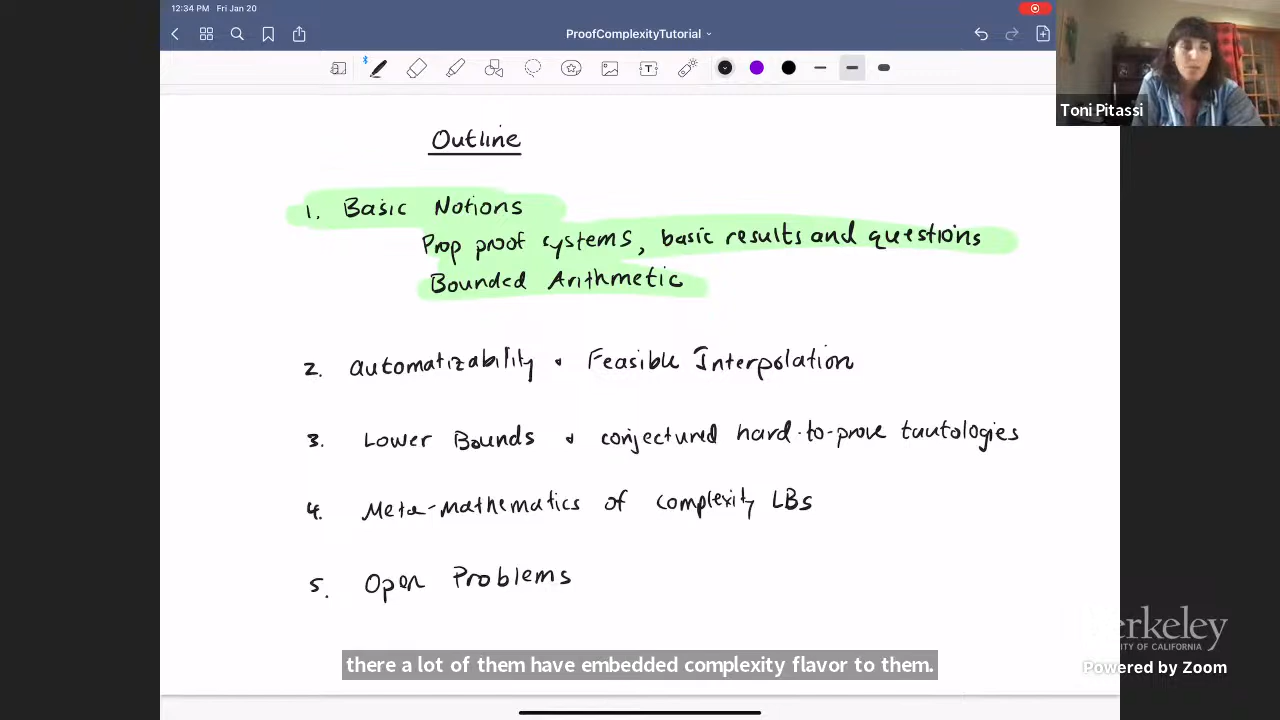 12:34 PM Fri Jan 20
ProofComplexityTutorial
Toni Pitassi
Outline
1. Basic Notions
Prop proof systems, basic results and questions
Bounded Arithmetic
2. Automatizability & Feasible Interpolation
3. Lower Bounds & conjectured hard-to-prove tautologies
4. Meta-mathematics of complexity LBs
5. Open Problems
there a lot of them have embedded complexity flavor to them.
Berkeley
UNIVERSITY OF CALIFORNIA
Powered by Zoom